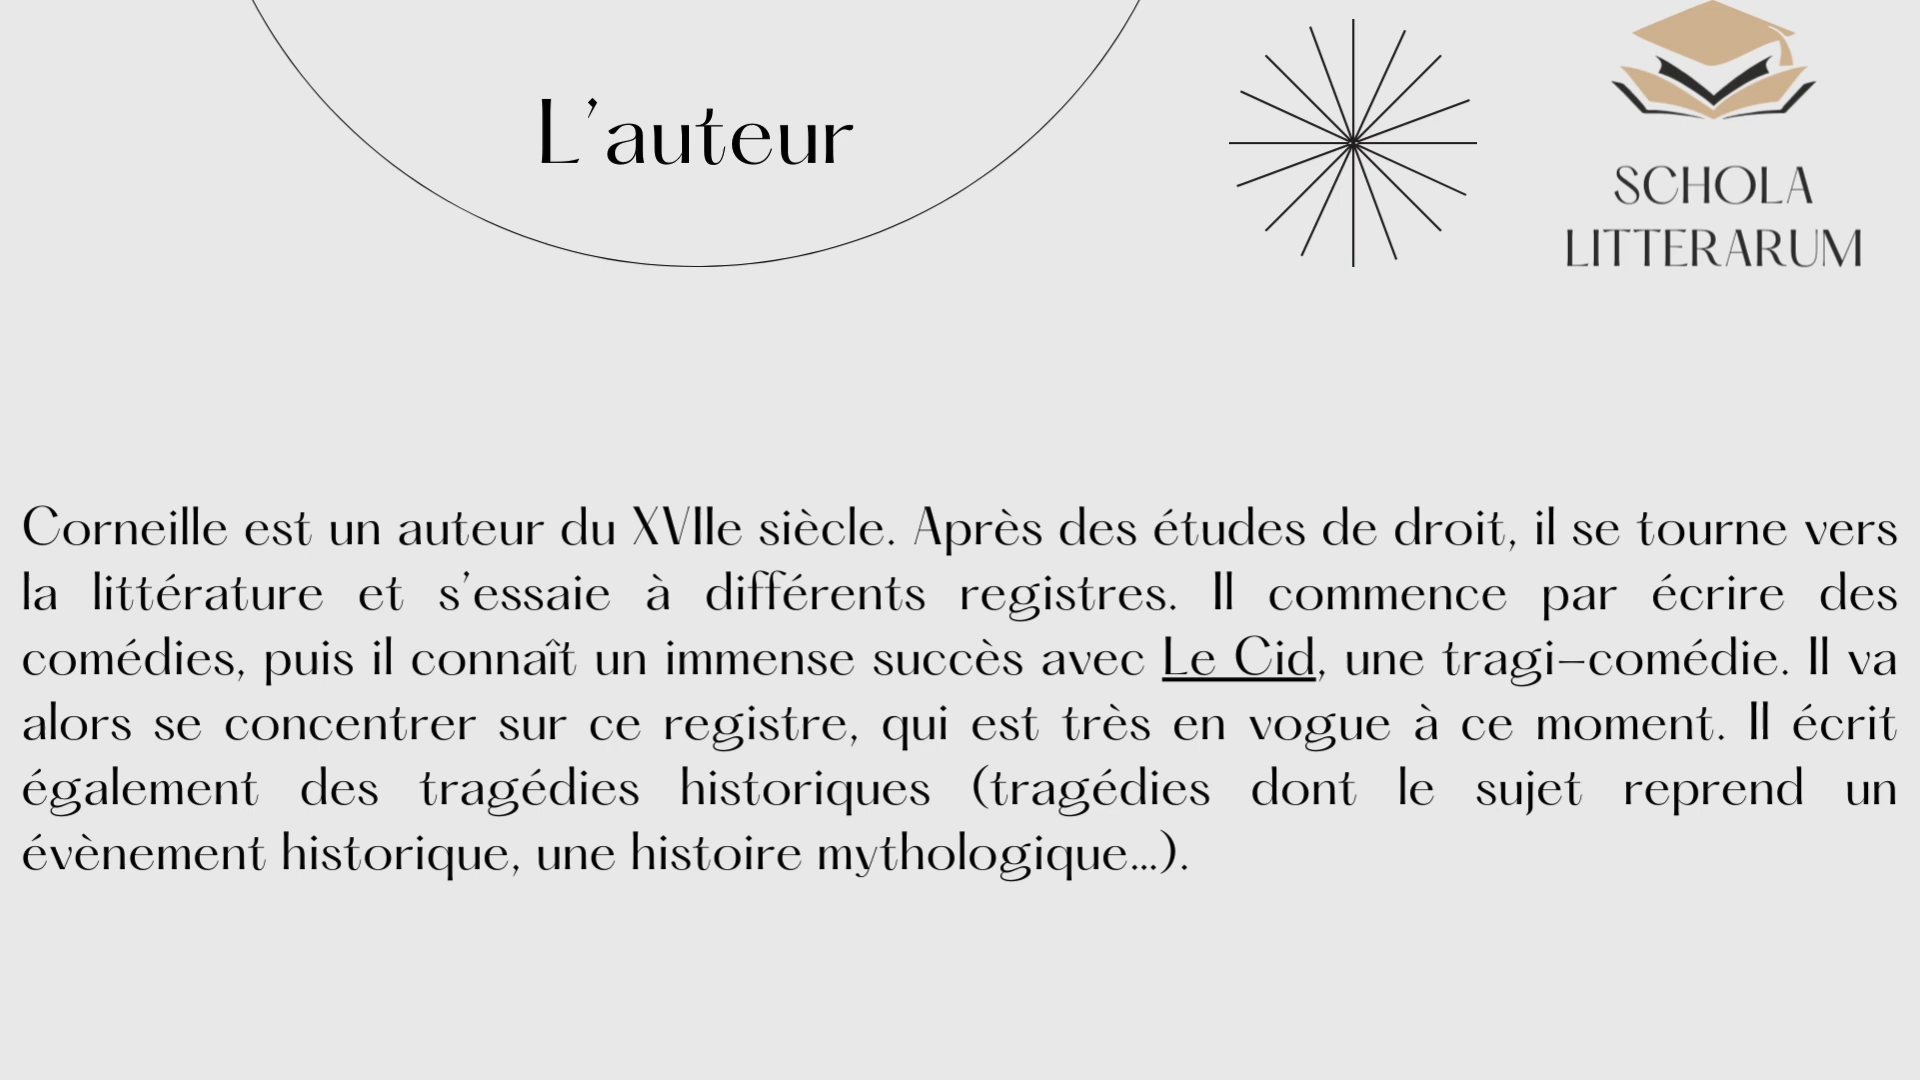 L’auteur
SCHOLA
LITTERARUM
Corneille est un auteur du XVIIe siècle. Après des études de droit, il se tourne vers
la littérature et s’essaie à différents registres. Il commence par écrire des
comédies, puis il connaît un immense succès avec Le Cid, une tragi-comédie. Il va
alors se concentrer sur ce registre, qui est très en vogue à ce moment. Il écrit
également des tragédies historiques (tragédies dont le sujet reprend un
évènement historique, une histoire mythologique...).